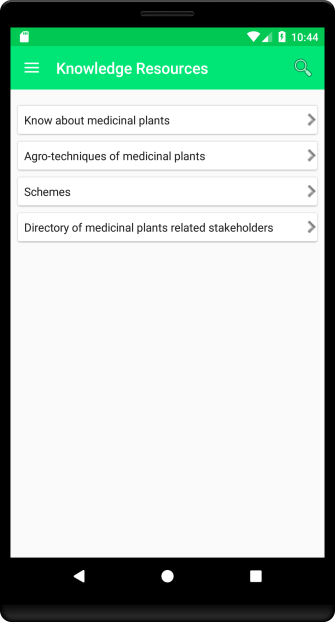 10:44
Knowledge Resources
Know about medicinal plants
Agro-techniques of medicinal plants
Schemes
Directory of medicinal plants related stakeholders